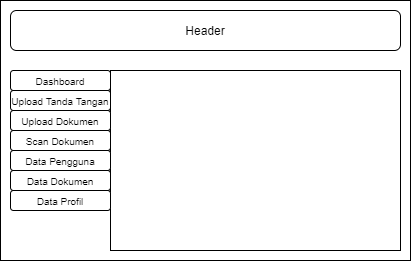 Header
Dashboard
Upload Tanda Tangan
Upload Dokumen
Scan Dokumen
Data Pengguna
Data Dokumen
Data Profil